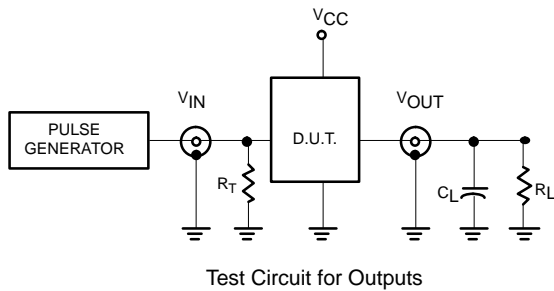 VCC
VIN
VOUT
PULSE
GENERATOR
D.U.T.
RT
CL
RL
Test Circuit for Outputs